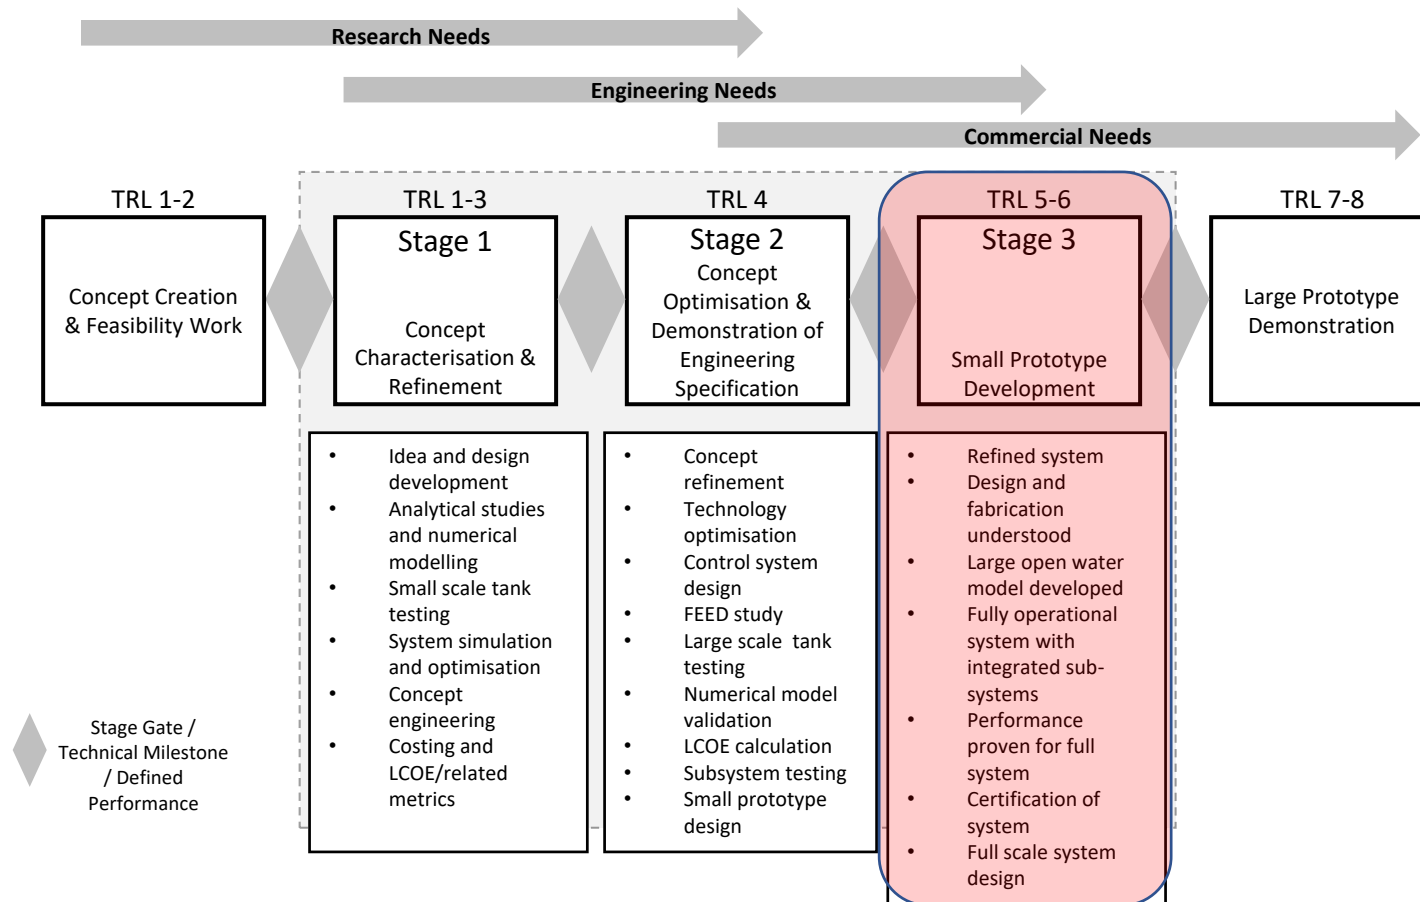 Research Needs
Engineering Needs
Commercial Needs
TRL 1-2
Concept Creation
& Feasibility Work
TRL 1-3
Stage 1
Concept
Characterisation &
Refinement
TRL 4
Stage 2
Concept
Optimisation &
Demonstration of
Engineering
Specification
TRL 5-6
Stage 3
Small Prototype
Development
TRL 7-8
Large Prototype
Demonstration
• Idea and design
development
• Analytical studies
and numerical
modelling
• Small scale tank
testing
• System simulation
and optimisation
• Concept
engineering
• Costing and
LCOE/related
metrics
• Concept
refinement
• Technology
optimisation
• Control system
design
• FEED study
• Large scale tank
testing
• Numerical model
validation
• LCOE calculation
• Subsystem testing
• Small prototype
design
• Refined system
• Design and
fabrication
understood
• Large open water
model developed
• Fully operational
system with
integrated sub-
systems
• Performance
proven for full
system
• Certification of
system
• Full scale system
design
Stage Gate /
Technical Milestone
/ Defined
Performance